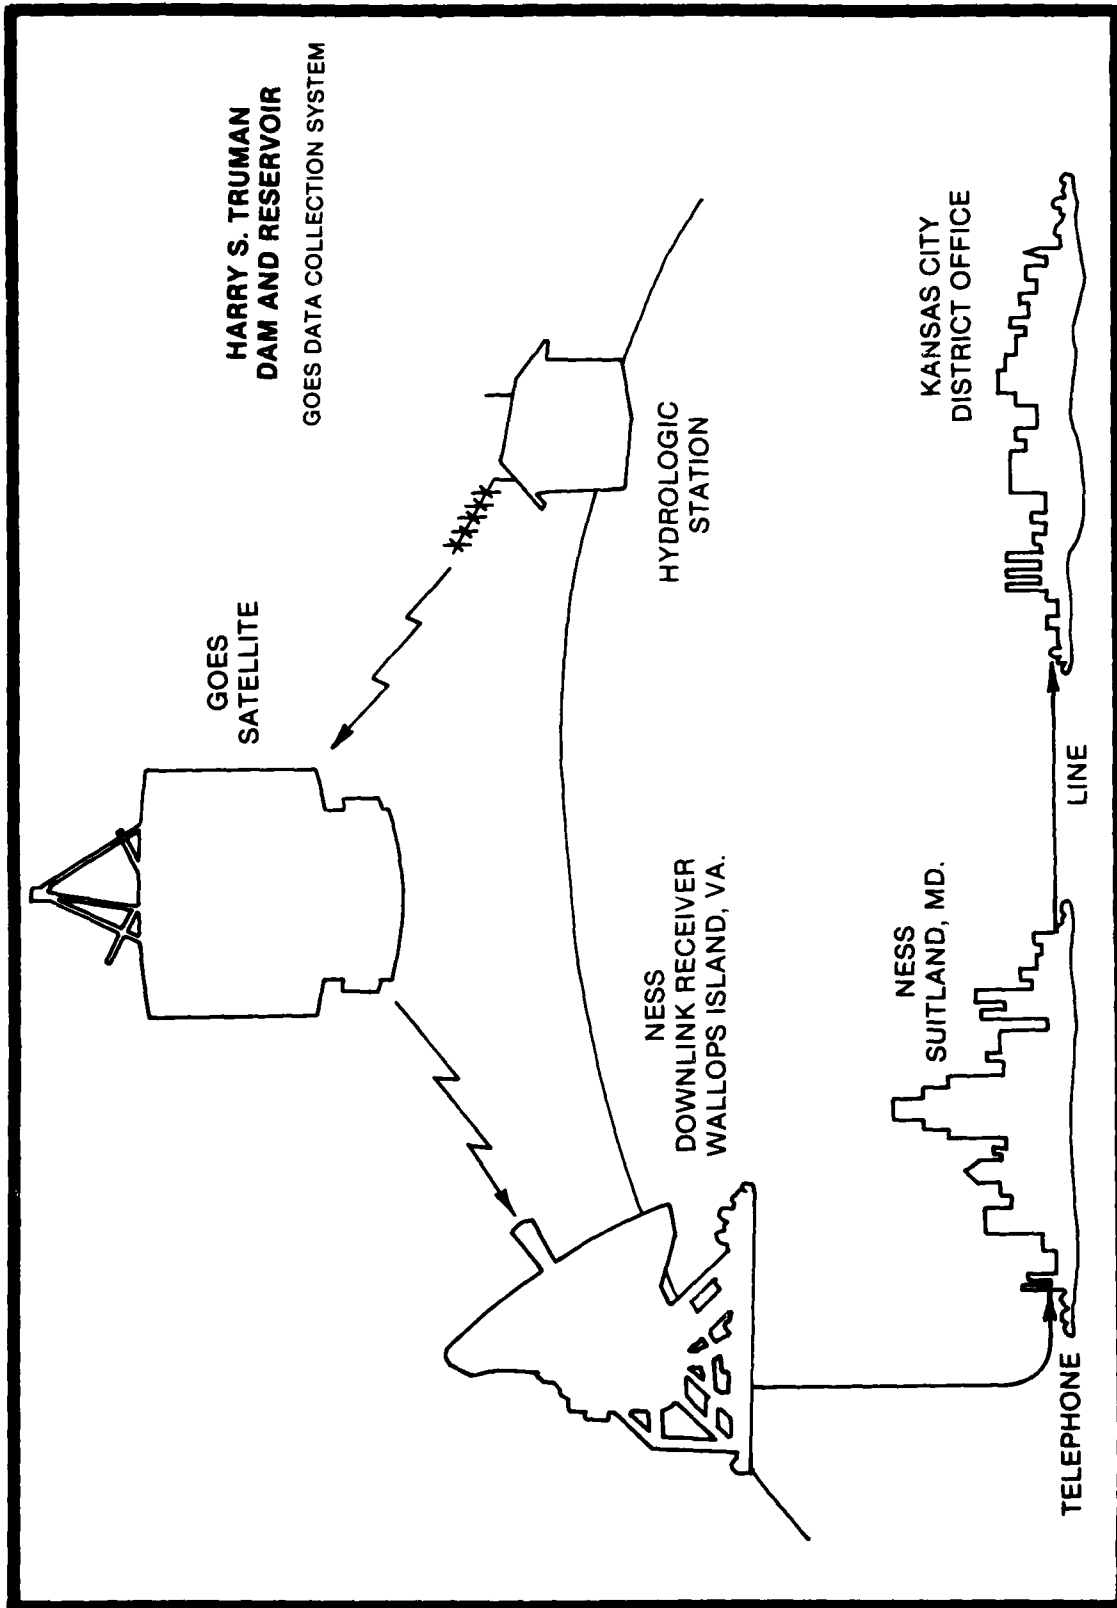 HARRY S. TRUMAN
DAM AND RESERVOIR
GOES DATA COLLECTION SYSTEM
GOES
SATELLITE
HYDROLOGIC
STATION
NESS
DOWNLINK RECEIVER
WALLOPS ISLAND, VA.
NESS
SUITLAND, MD.
KANSAS CITY
DISTRICT OFFICE
TELEPHONE
LINE